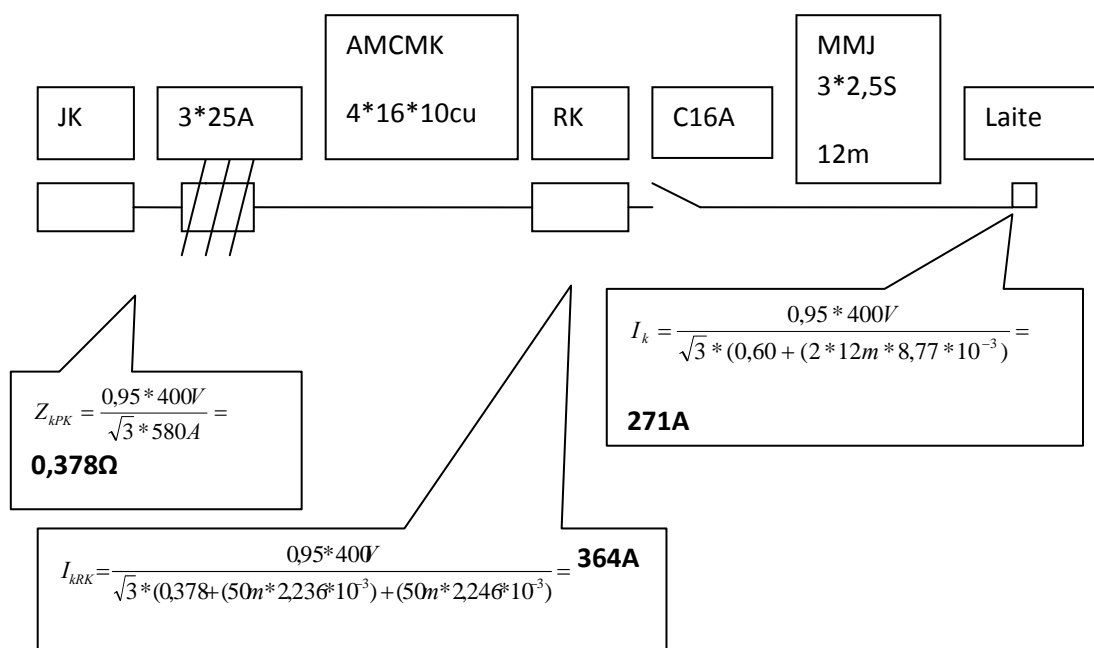 AMCMK
4*16*10cu
MMJ
3*2,5S
12m
JK
3*25A
RK
C16A
Laite
I_k = 0,95*400V / √3*(0,60+(2*12m*8,77*10^-3) =
271A
Z_kPK = 0,95*400V / √3*580A =
0,378Ω
I_kRK = 0,95*400V / √3*(0,378+(50m*2,236*10^-3)+(50m*2,246*10^-3) = 364A